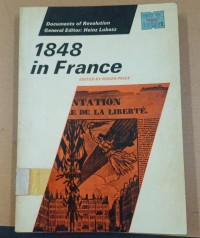 Documents of Revolution
General Editor: Heinz Lubasz
1848
in France
EDITED BY ROGER PRICE
NTATION
E DE LA LIBERTÉ.